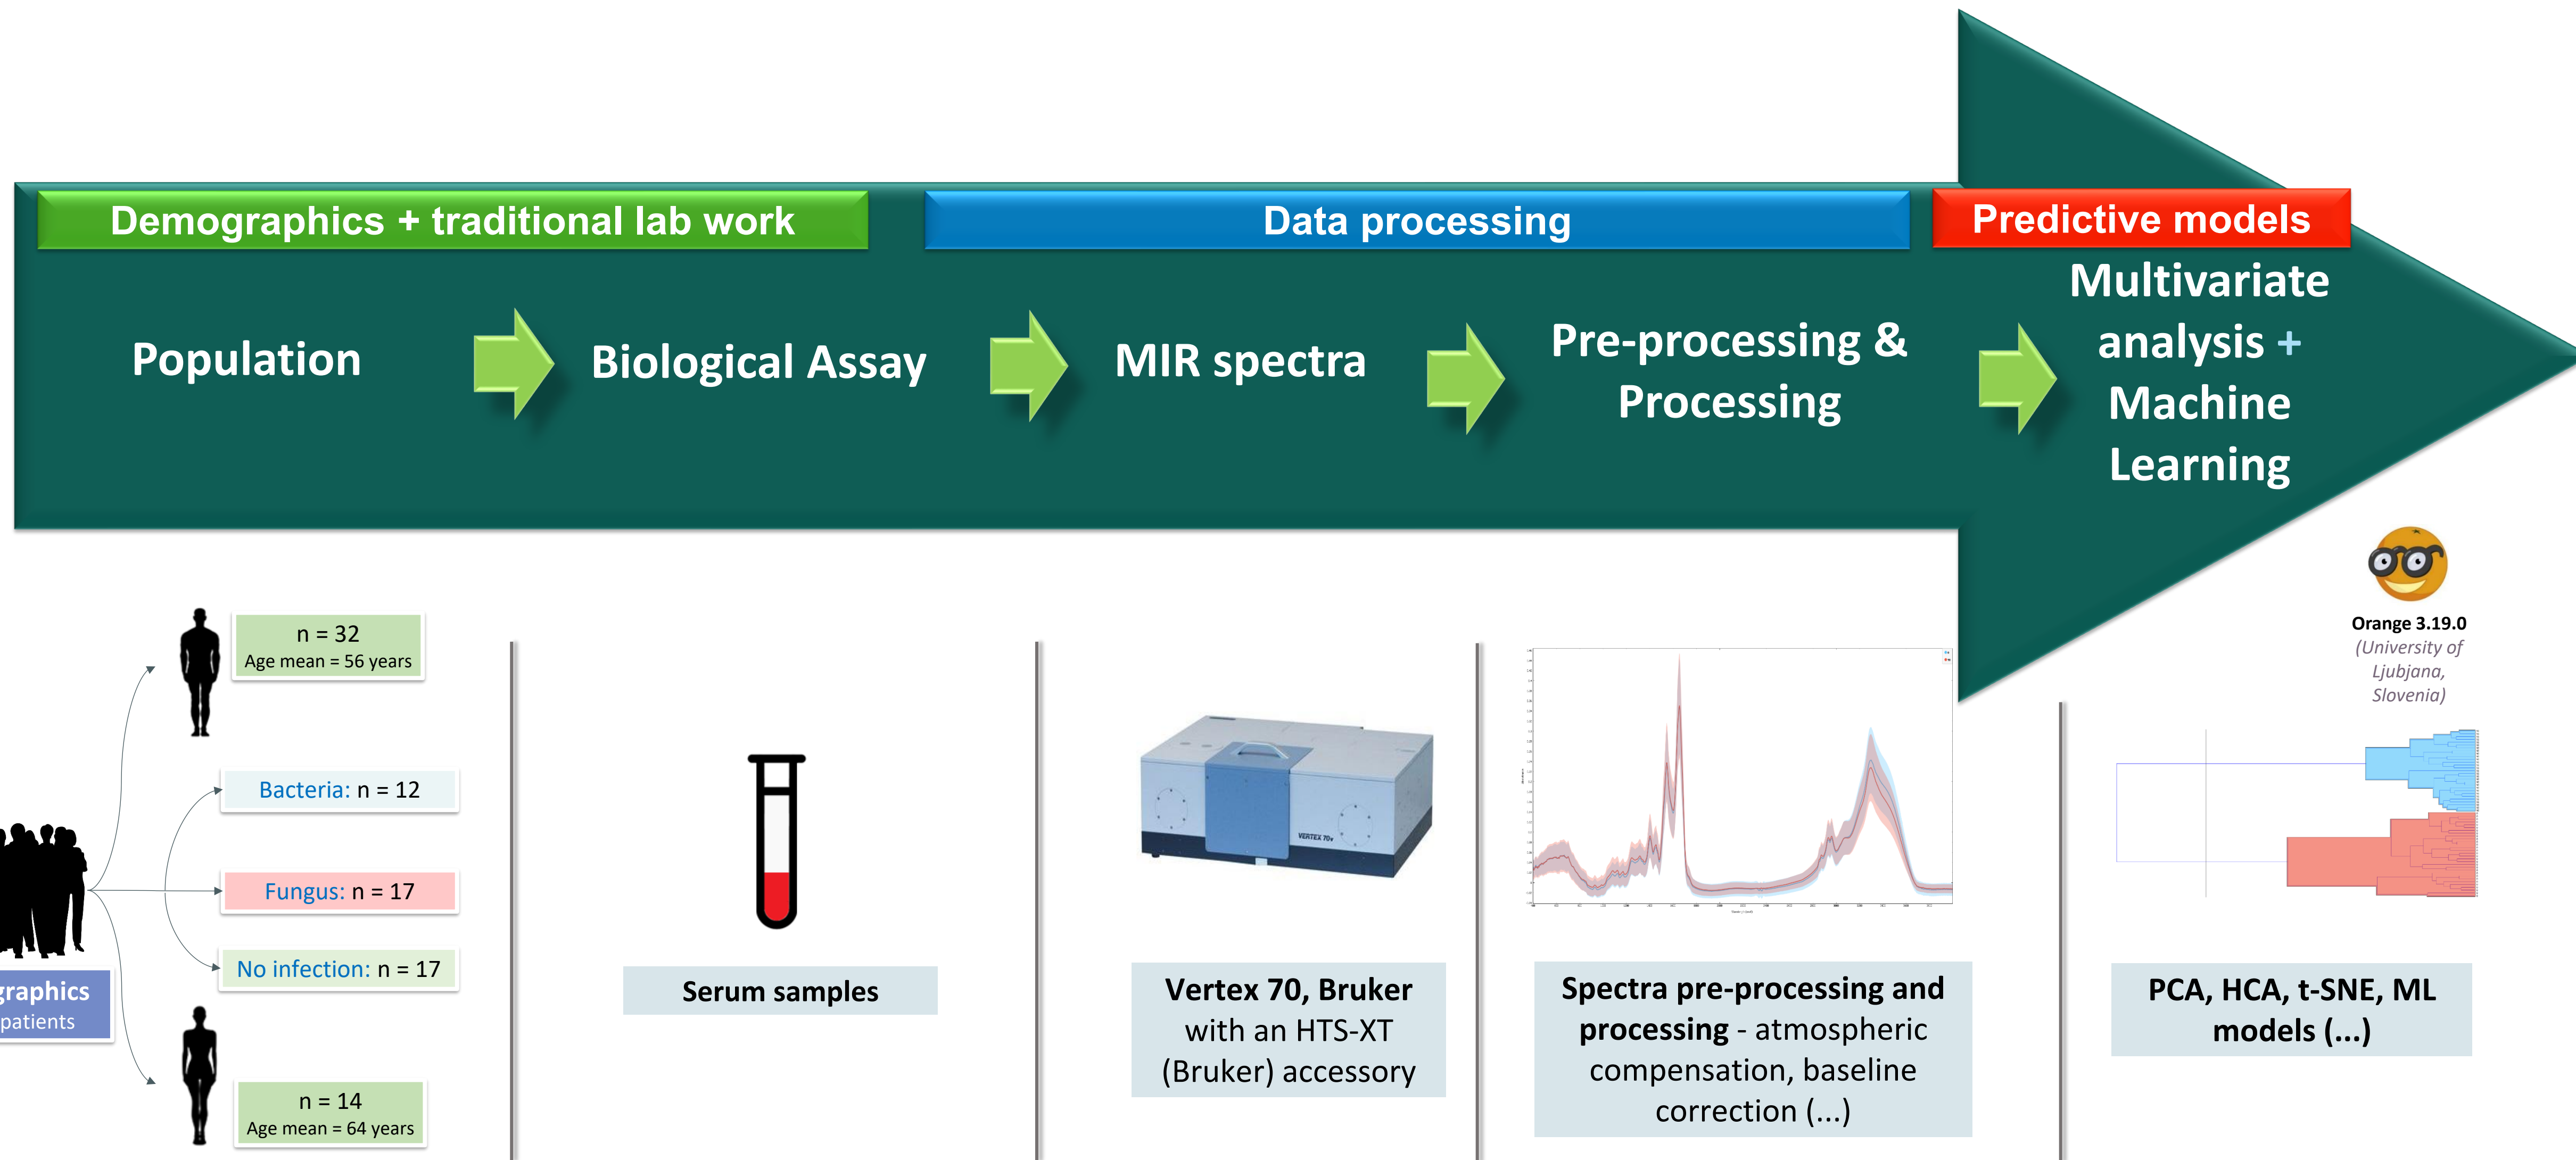 Demographics + traditional lab work
Data processing
Predictive models
Population
Biological Assay
MIR spectra
Pre-processing &
Processing
Multivariate
analysis +
Machine
Learning
Orange 3.19.0
(University of
Ljubjana,
Slovenia)
n = 32
Age mean = 56 years
Bacteria: n = 12
Fungus: n = 17
No infection: n = 17
graphics
patients
n = 14
Age mean = 64 years
Serum samples
VERTEX 70v
Vertex 70, Bruker
with an HTS-XT
(Bruker) accessory
Spectra pre-processing and
processing - atmospheric
compensation, baseline
correction (...)
PCA, HCA, t-SNE, ML
models (...)